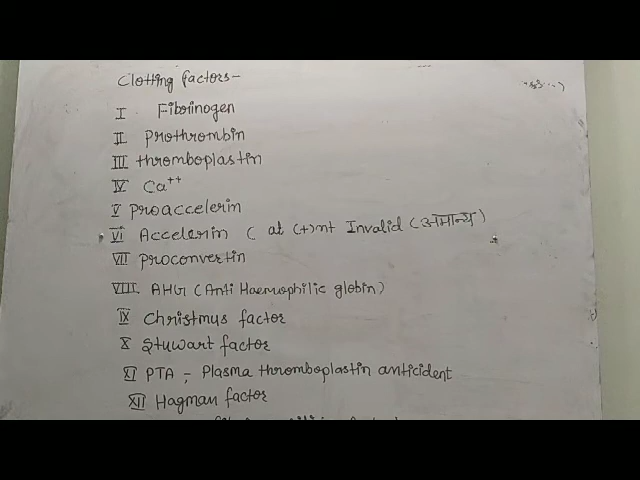 Clotting factors-
I Fibrinogen
II Prothrombin
III thromboplastin
IV Ca++
V Proaccelerin
VI Accelerin ( at (+)nt Invalid (अमान्य)
VII Proconvertin
VIII. AHG (Anti Haemophilic globin)
IX Christmus factor
X Stuwart factor
XI PTA - Plasma thromboplastin anticident
XII Hagman factor